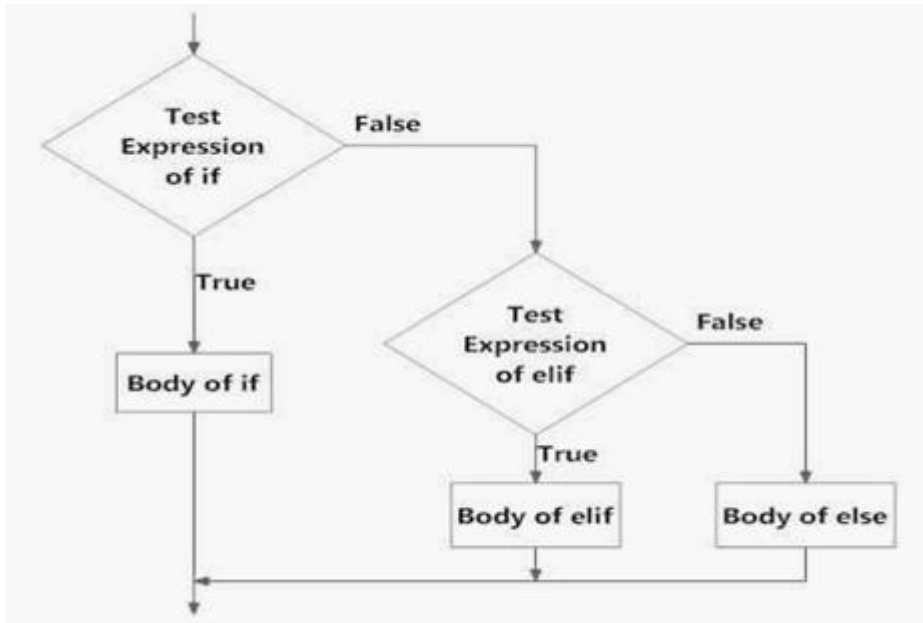 Test
Expression
of if
False
True
Body of if
Test
Expression
of elif
False
True
Body of elif
Body of else